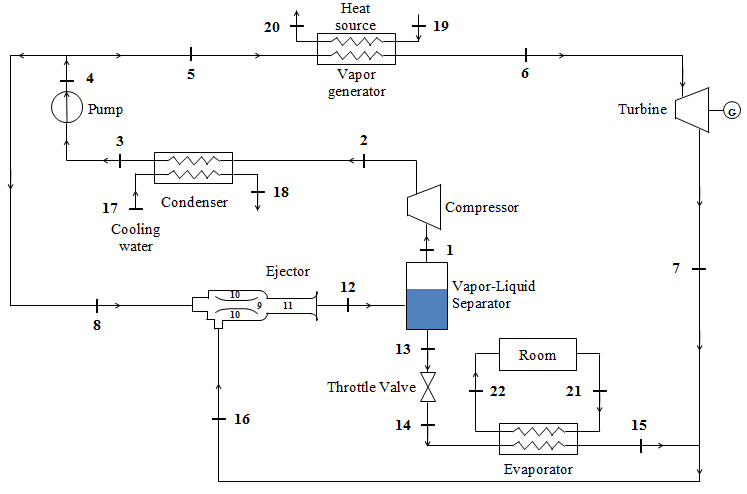 20
Heat
source
19
4
5
Vapor
generator
6
Pump
Turbine
G
3
2
17
Condenser
18
Cooling
water
Compressor
1
Ejector
Vapor-Liquid
Separator
7
10
9
11
10
12
8
13
Room
Throttle Valve
22
21
16
14
15
Evaporator